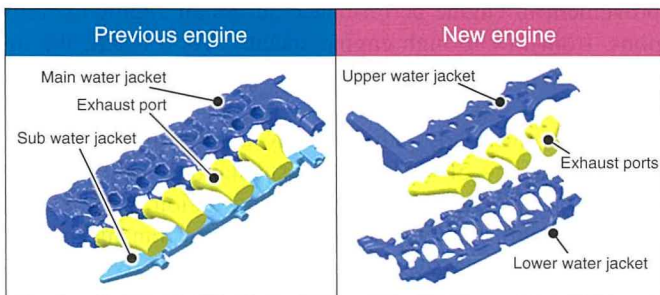 Previous engine
Main water jacket
Exhaust port
Sub water jacket
New engine
Upper water jacket
Exhaust ports
Lower water jacket